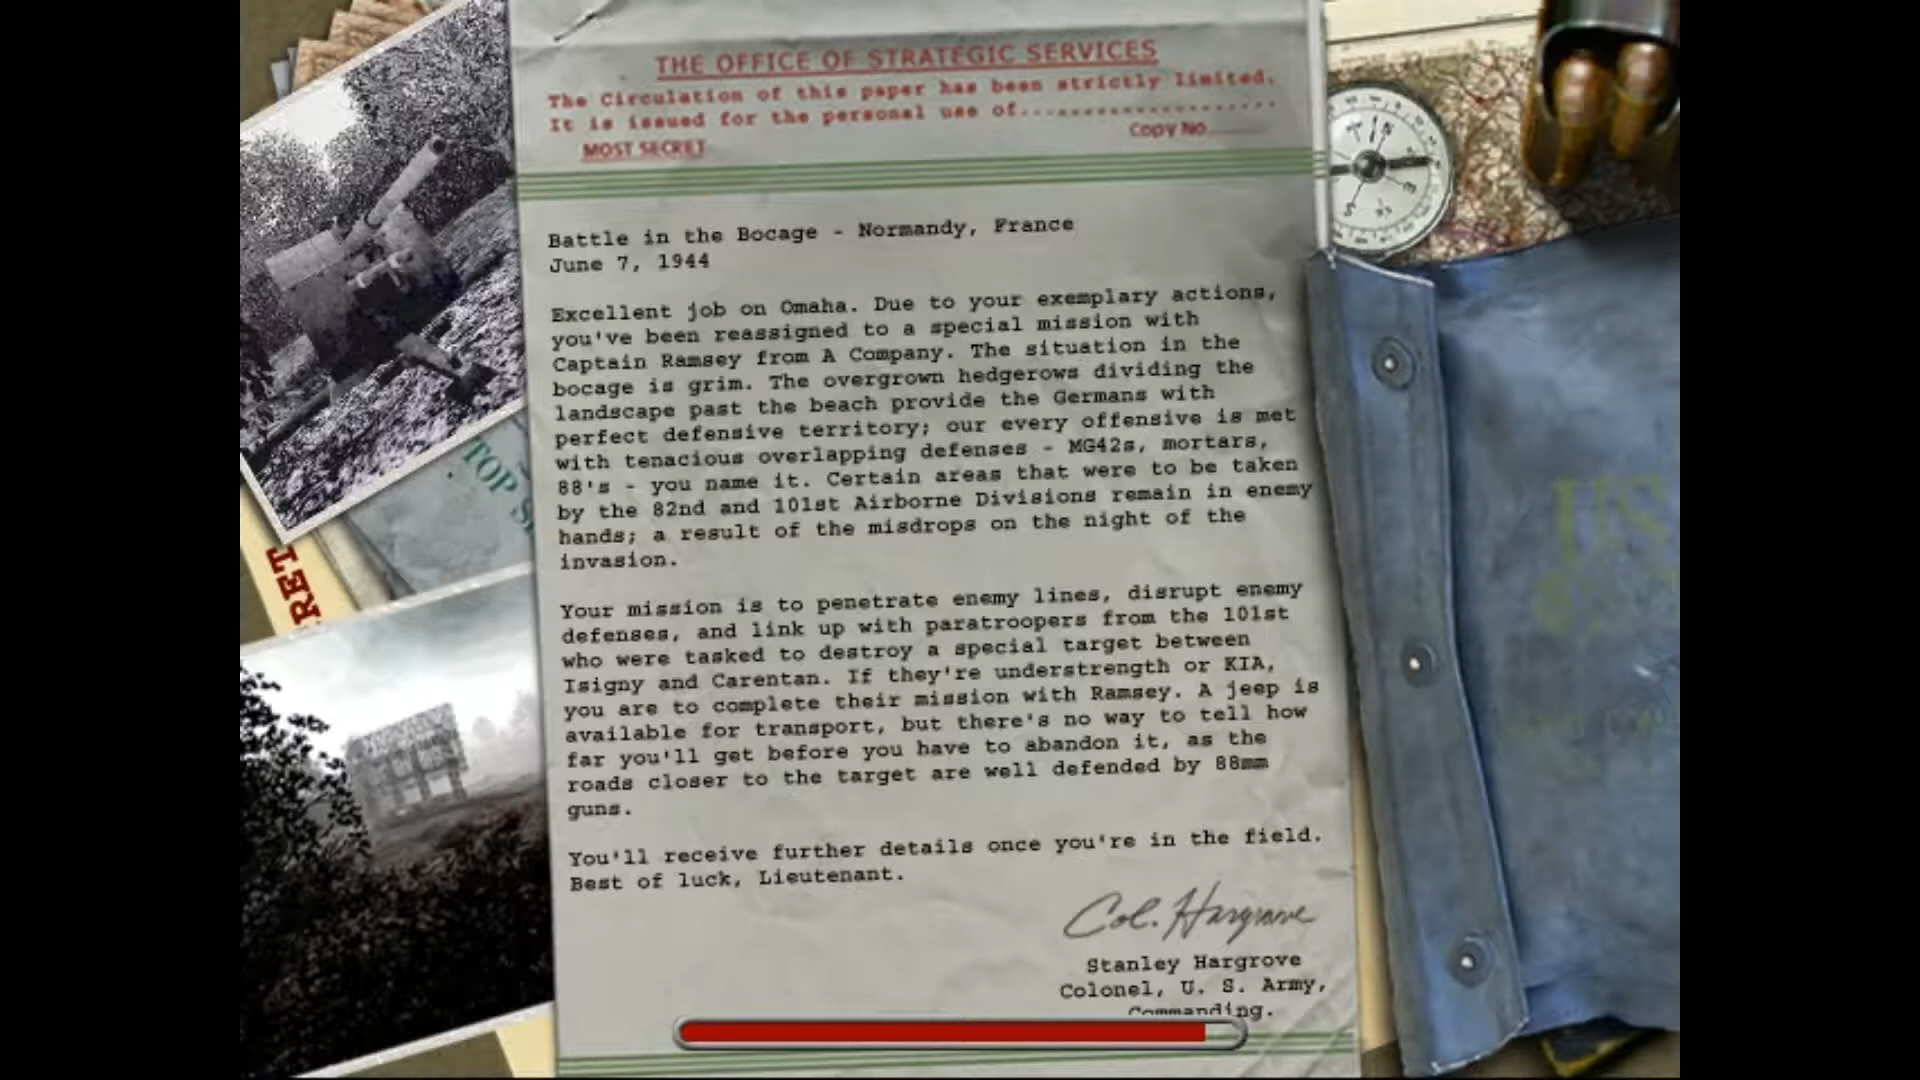 THE OFFICE OF STRATEGIC SERVICES
The Circulation of this paper has been strictly limited.
It is issued for the personal use of......................
Copy No.......
MOST SECRET
Battle in the Bocage - Normandy, France
June 7, 1944
Excellent job on Omaha. Due to your exemplary actions,
you've been reassigned to a special mission with
Captain Ramsey from A Company. The situation in the
bocage is grim. The overgrown hedgerows dividing the
landscape past the beach provide the Germans with
perfect defensive territory; our every offensive is met
with tenacious overlapping defenses - MG42s, mortars,
88's - you name it. Certain areas that were to be taken
by the 82nd and 101st Airborne Divisions remain in enemy
hands; a result of the misdrops on the night of the
invasion.
Your mission is to penetrate enemy lines, disrupt enemy
defenses, and link up with paratroopers from the 101st
who were tasked to destroy a special target between
Isigny and Carentan. If they're understrength or KIA,
you are to complete their mission with Ramsey. A jeep is
available for transport, but there's no way to tell how
far you'll get before you have to abandon it, as the
roads closer to the target are well defended by 88mm
guns.
You'll receive further details once you're in the field.
Best of luck, Lieutenant.
Col. Hargrove
Stanley Hargrove
Colonel, U. S. Army,
Commanding.
TOP S
RET
N
E
S
US